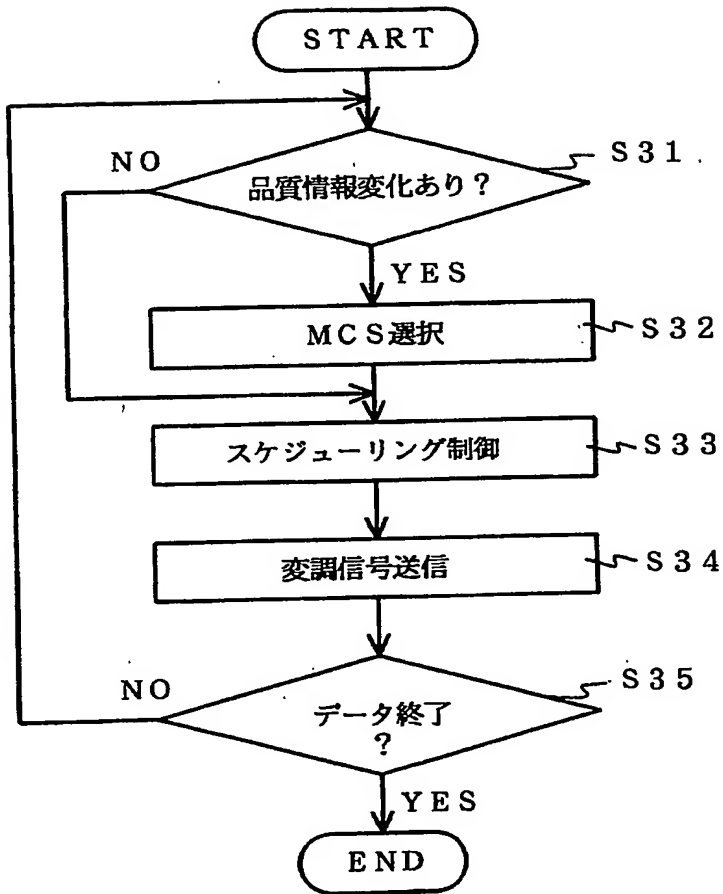 START
NO
S31
品質情報変化あり?
YES
MCS選択
S32
スケジューリング制御
S33
変調信号送信
S34
NO
S35
データ終了
?
YES
END